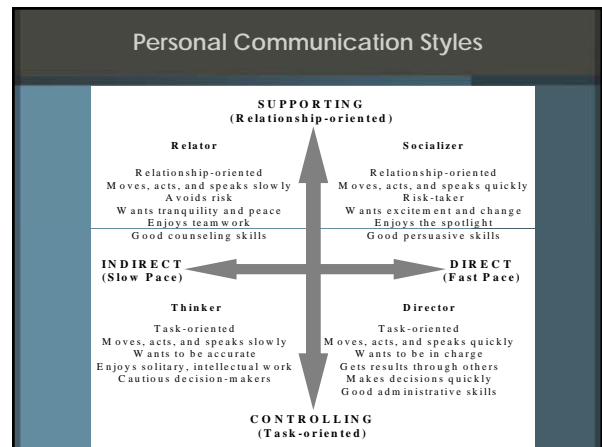 Personal Communication Styles
SUPPORTING
(Relationship-oriented)
Relator
Relationship-oriented
Moves, acts, and speaks slowly
Avoids risk
Wants tranquility and peace
Enjoys teamwork
Good counseling skills
Socializer
Relationship-oriented
Moves, acts, and speaks quickly
Risk-taker
Wants excitement and change
Enjoys the spotlight
Good persuasive skills
INDIRECT
(Slow Pace)
DIRECT
(Fast Pace)
Thinker
Task-oriented
Moves, acts, and speaks slowly
Wants to be accurate
Enjoys solitary, intellectual work
Cautious decision-makers
Director
Task-oriented
Moves, acts, and speaks quickly
Wants to be in charge
Gets results through others
Makes decisions quickly
Good administrative skills
CONTROLLING
(Task-oriented)